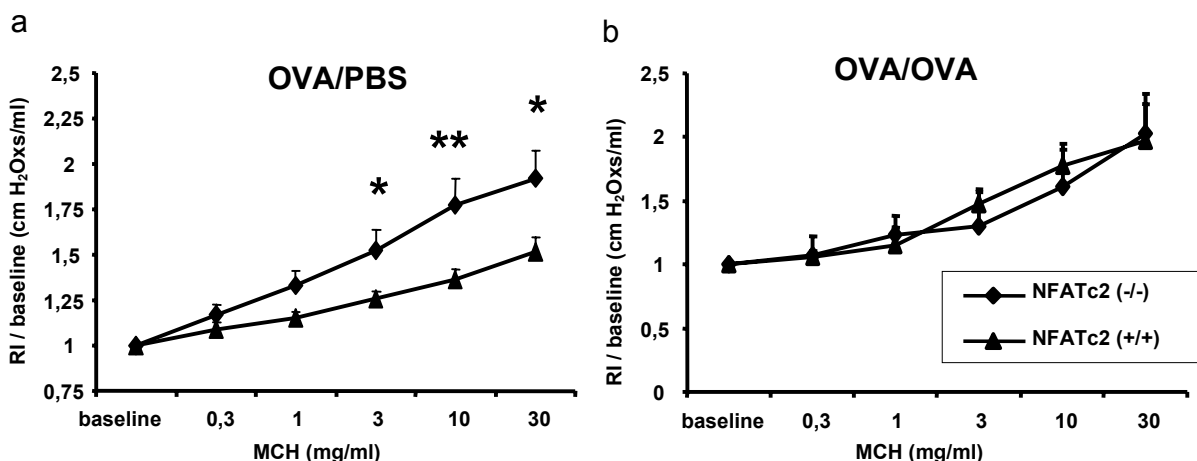 a
OVA/PBS
2,5
2,25
2
1,75
1,5
1,25
1
0,75
RI / baseline (cm H₂Oxs/ml)
*
**
*
baseline 0,3 1 3 10 30
MCH (mg/ml)
b
OVA/OVA
2,5
2
1,5
1
0,5
0
RI / baseline (cm H₂Oxs/ml)
NFATc2 (-/-)
NFATc2 (+/+)
baseline 0,3 1 3 10 30
MCH (mg/ml)